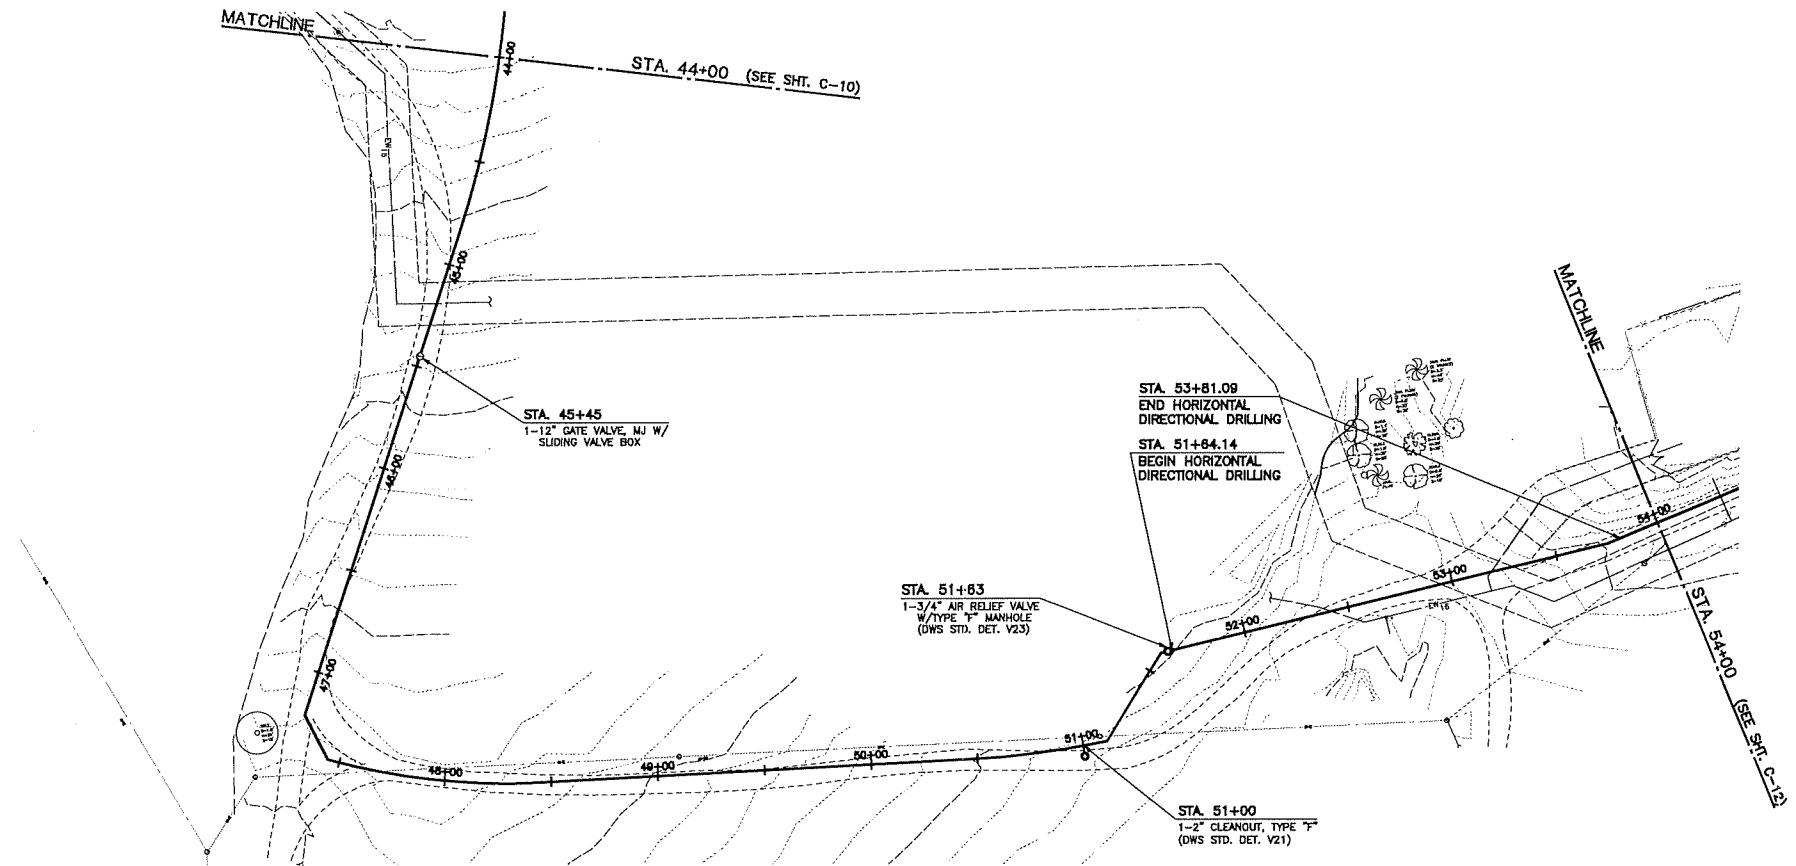 MATCHLINE
STA. 44+00 (SEE SHT. C-10)
44+00
EW16
45+00
STA. 45+45
1-12" GATE VALVE, MJ W/
SLIDING VALVE BOX
46+00
47+00
48+00
49+00
50+00
51+00
STA. 51+00
1-2" CLEANOUT, TYPE "F"
(DWS STD. DET. V21)
STA. 51+63
1-3/4" AIR RELIEF VALVE
W/TYPE "F" MANHOLE
(DWS STD. DET. V23)
STA. 53+81.09
END HORIZONTAL
DIRECTIONAL DRILLING
STA. 51+64.14
BEGIN HORIZONTAL
DIRECTIONAL DRILLING
52+00
53+00
EW16
54+00
MATCHLINE
STA. 54+00 (SEE SHT. C-12)